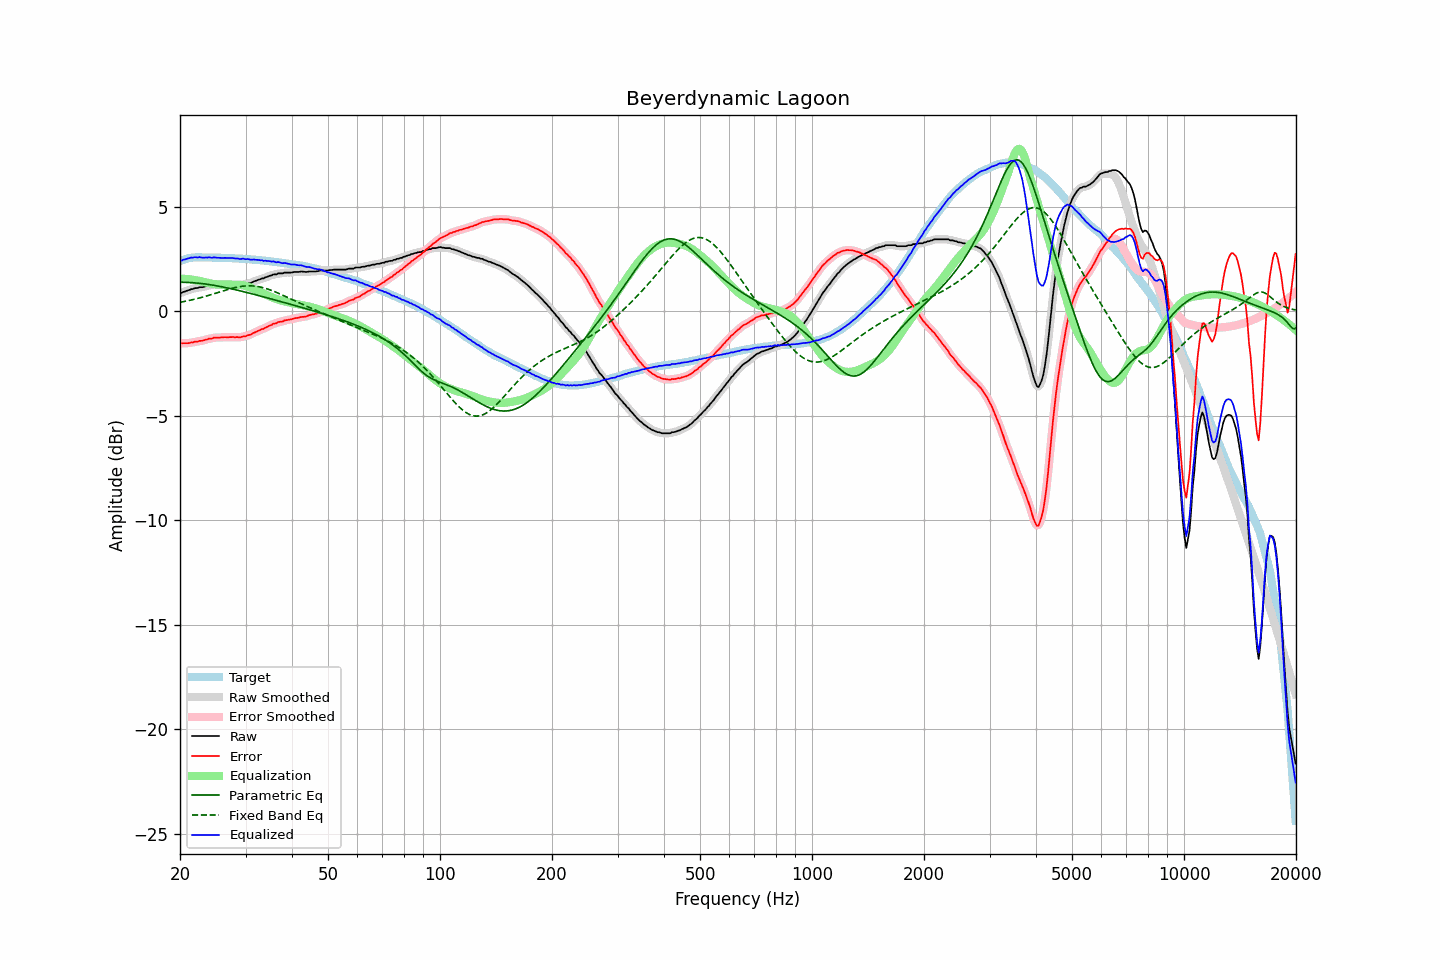 Beyerdynamic Lagoon
5
0
−5
−10
−15
−20
−25
Amplitude (dBr)
Target
Raw Smoothed
Error Smoothed
Raw
Error
Equalization
Parametric Eq
Fixed Band Eq
Equalized
20 50 100 200 500 1000 2000 5000 10000 20000
Frequency (Hz)